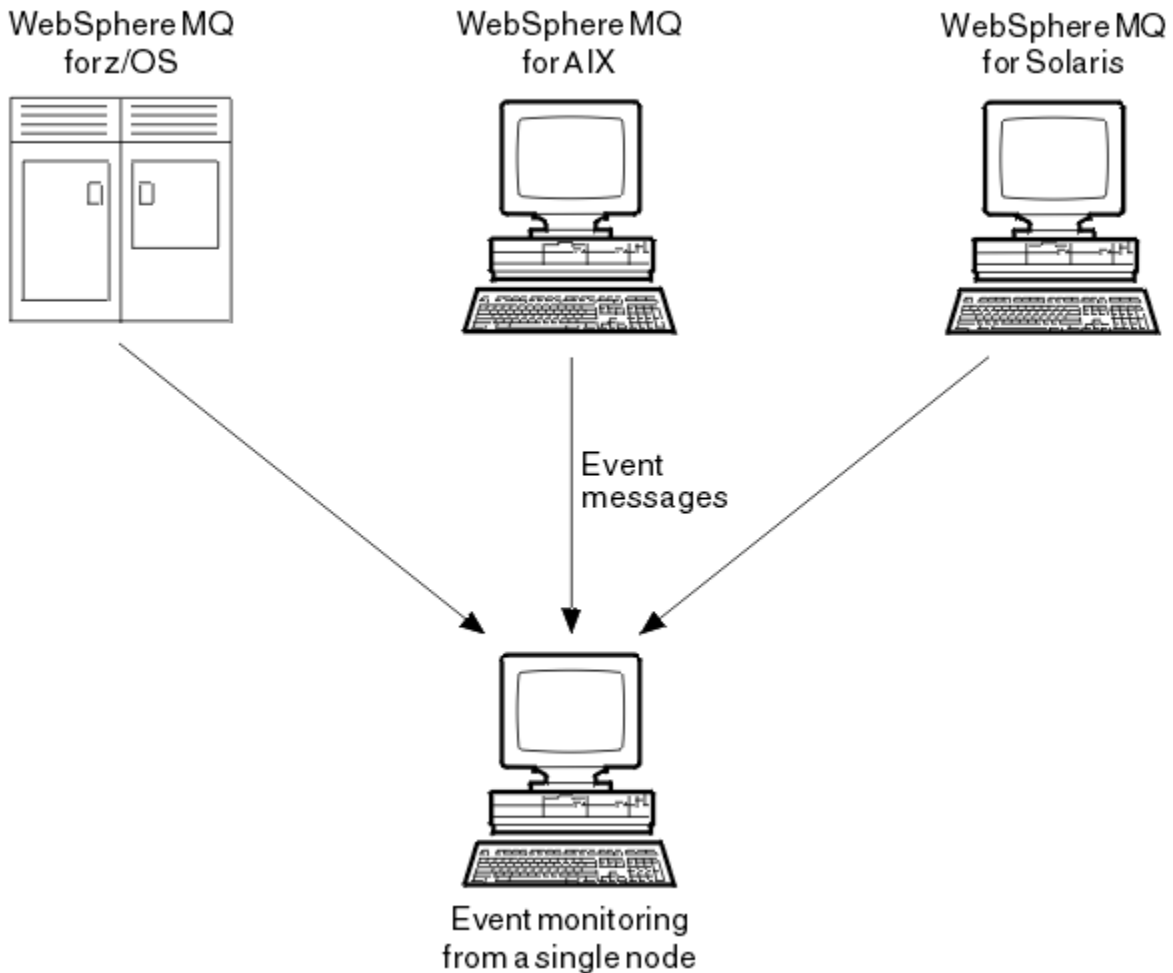 WebSphere MQ
for z/OS
WebSphere MQ
for AIX
WebSphere MQ
for Solaris
Event
messages
Event monitoring
from a single node